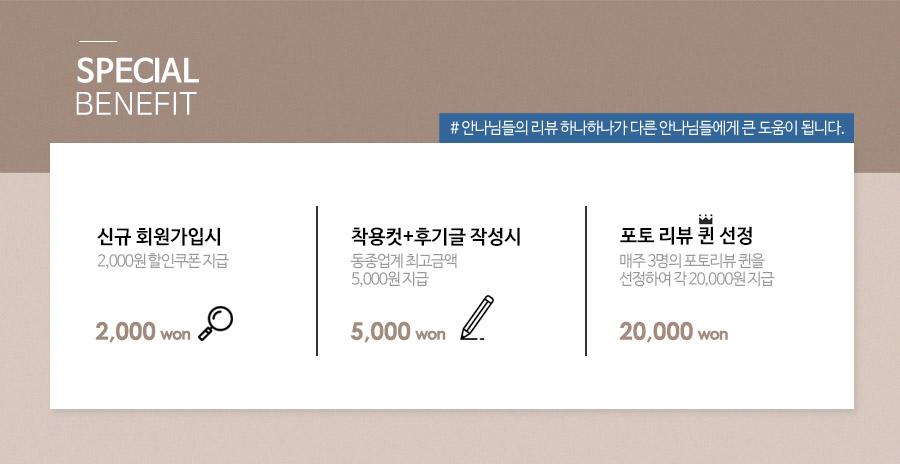 SPECIAL
BENEFIT
# 안나님들의 리뷰 하나하나가 다른 안나님들에게 큰 도움이 됩니다.
신규 회원가입시
2,000원 할인쿠폰 지급
2,000 won
착용컷+후기글 작성시
동종업계 최고금액
5,000원 지급
5,000 won
포토 리뷰 퀸 선정
매주 3명의 포토리뷰 퀸을
선정하여 각 20,000원 지급
20,000 won